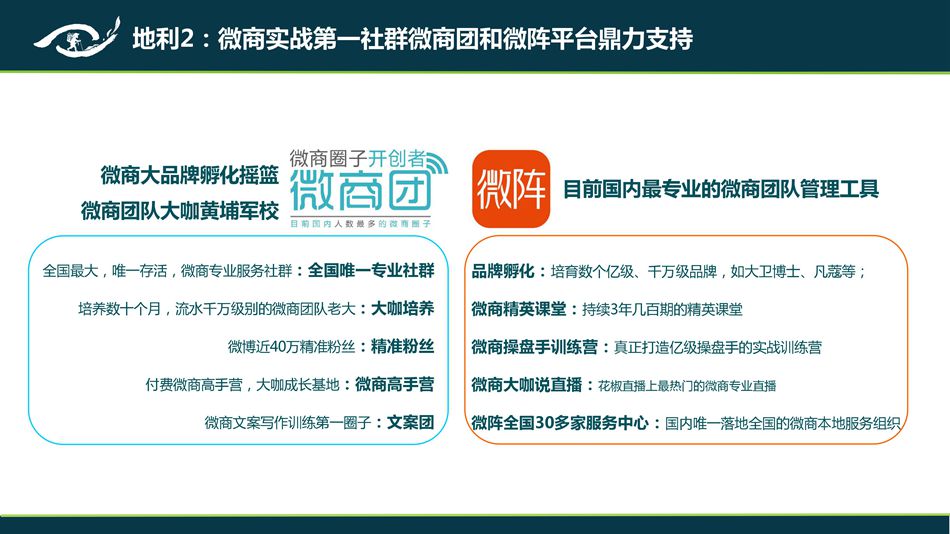 地利2：微商实战第一社群微商团和微阵平台鼎力支持
微商大品牌孵化摇篮
微商团队大咖黄埔军校
微商圈子开创者
微商团
目前国内人数最多的微商圈子
全国最大，唯一存活，微商专业服务社群：全国唯一专业社群
培养数十个月，流水千万级别的微商团队老大：大咖培养
微博近40万精准粉丝：精准粉丝
付费微商高手营，大咖成长基地：微商高手营
微商文案写作训练第一圈子：文案团
微阵
目前国内最专业的微商团队管理工具
品牌孵化：培育数个亿级、千万级品牌，如大卫博士、凡蔻等；
微商精英课堂：持续3年几百期的精英课堂
微商操盘手训练营：真正打造亿级操盘手的实战训练营
微商大咖说直播：花椒直播上最热门的微商专业直播
微阵全国30多家服务中心：国内唯一落地全国的微商本地服务组织